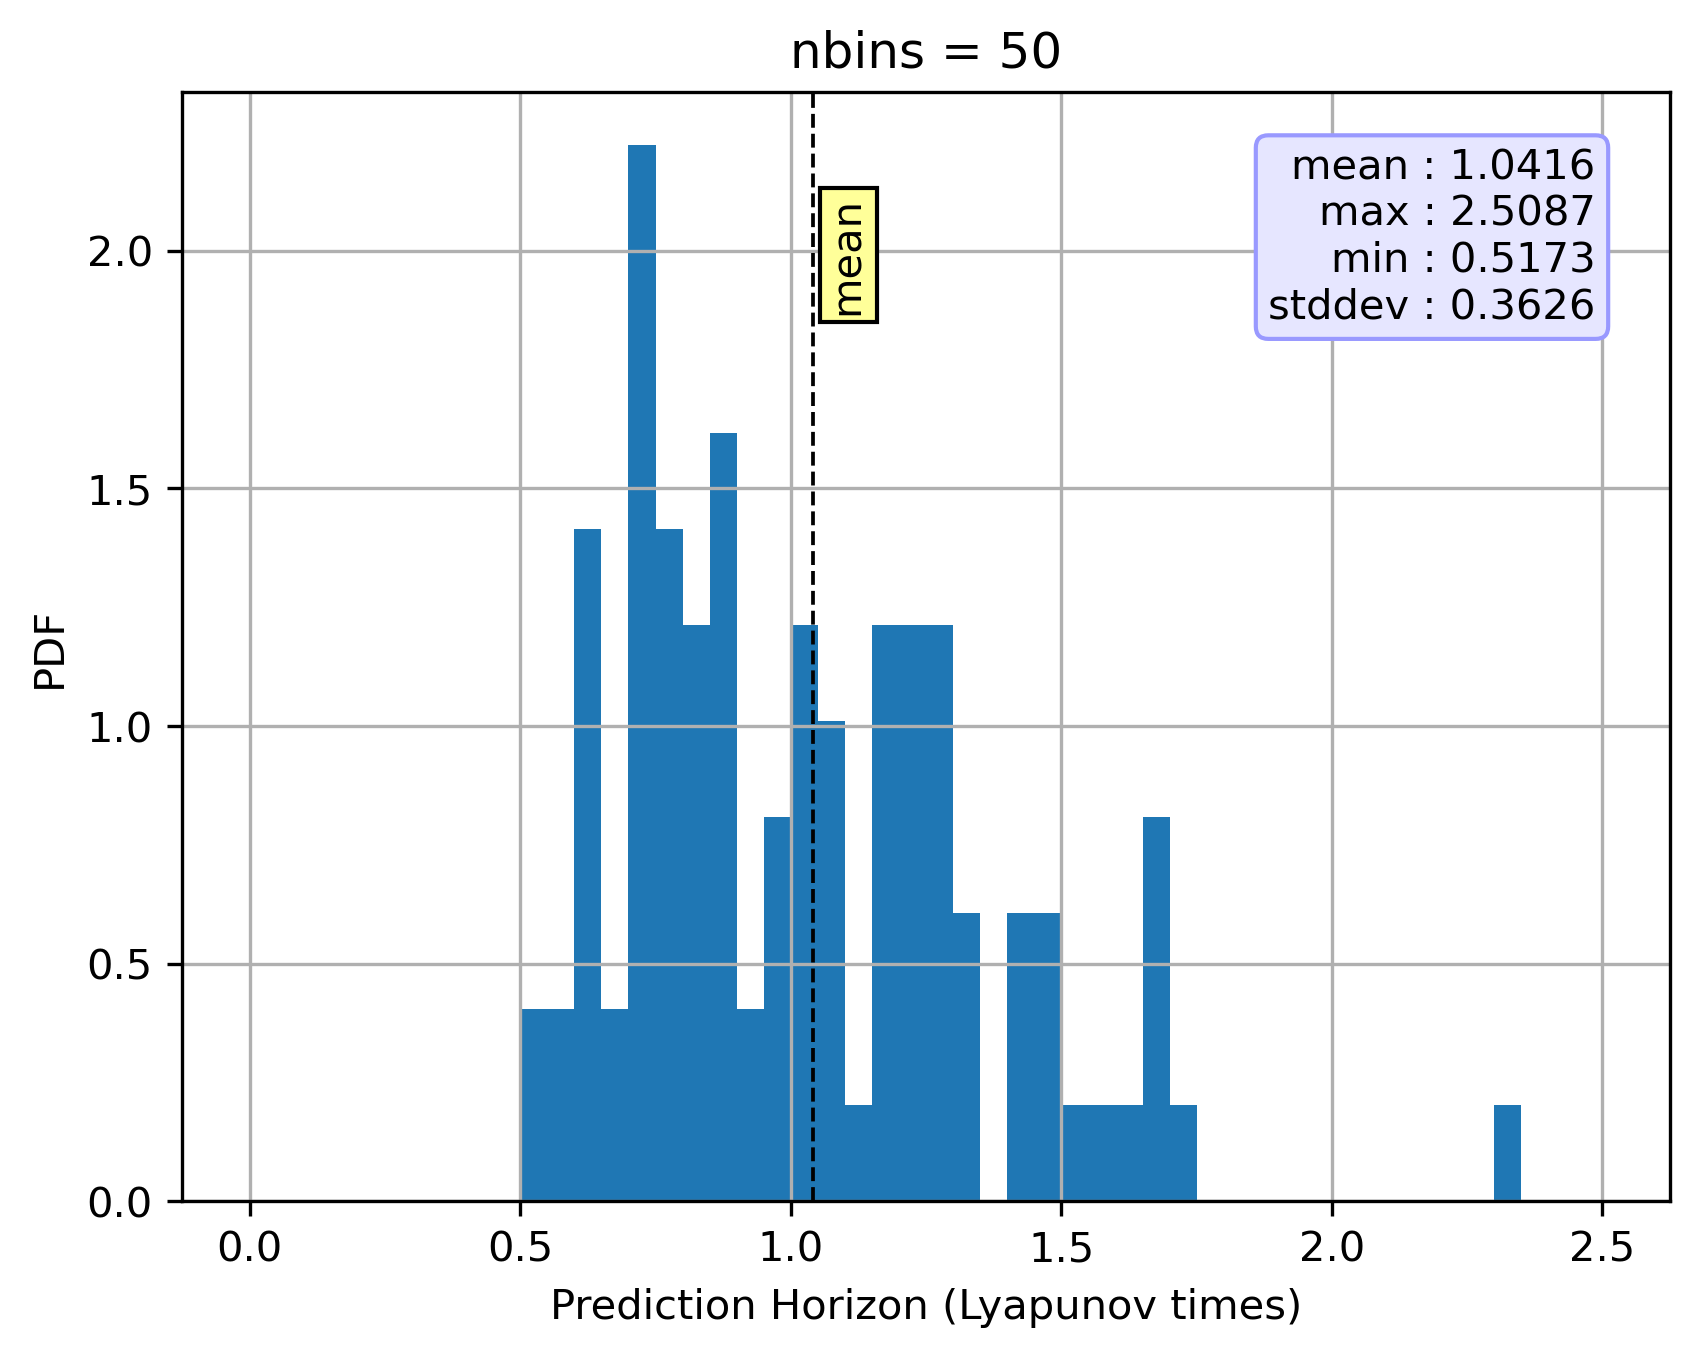 nbins = 50
mean : 1.0416
max : 2.5087
min : 0.5173
stddev : 0.3626
mean
2.0
1.5
1.0
0.5
0.0
PDF
0.0 0.5 1.0 1.5 2.0 2.5
Prediction Horizon (Lyapunov times)